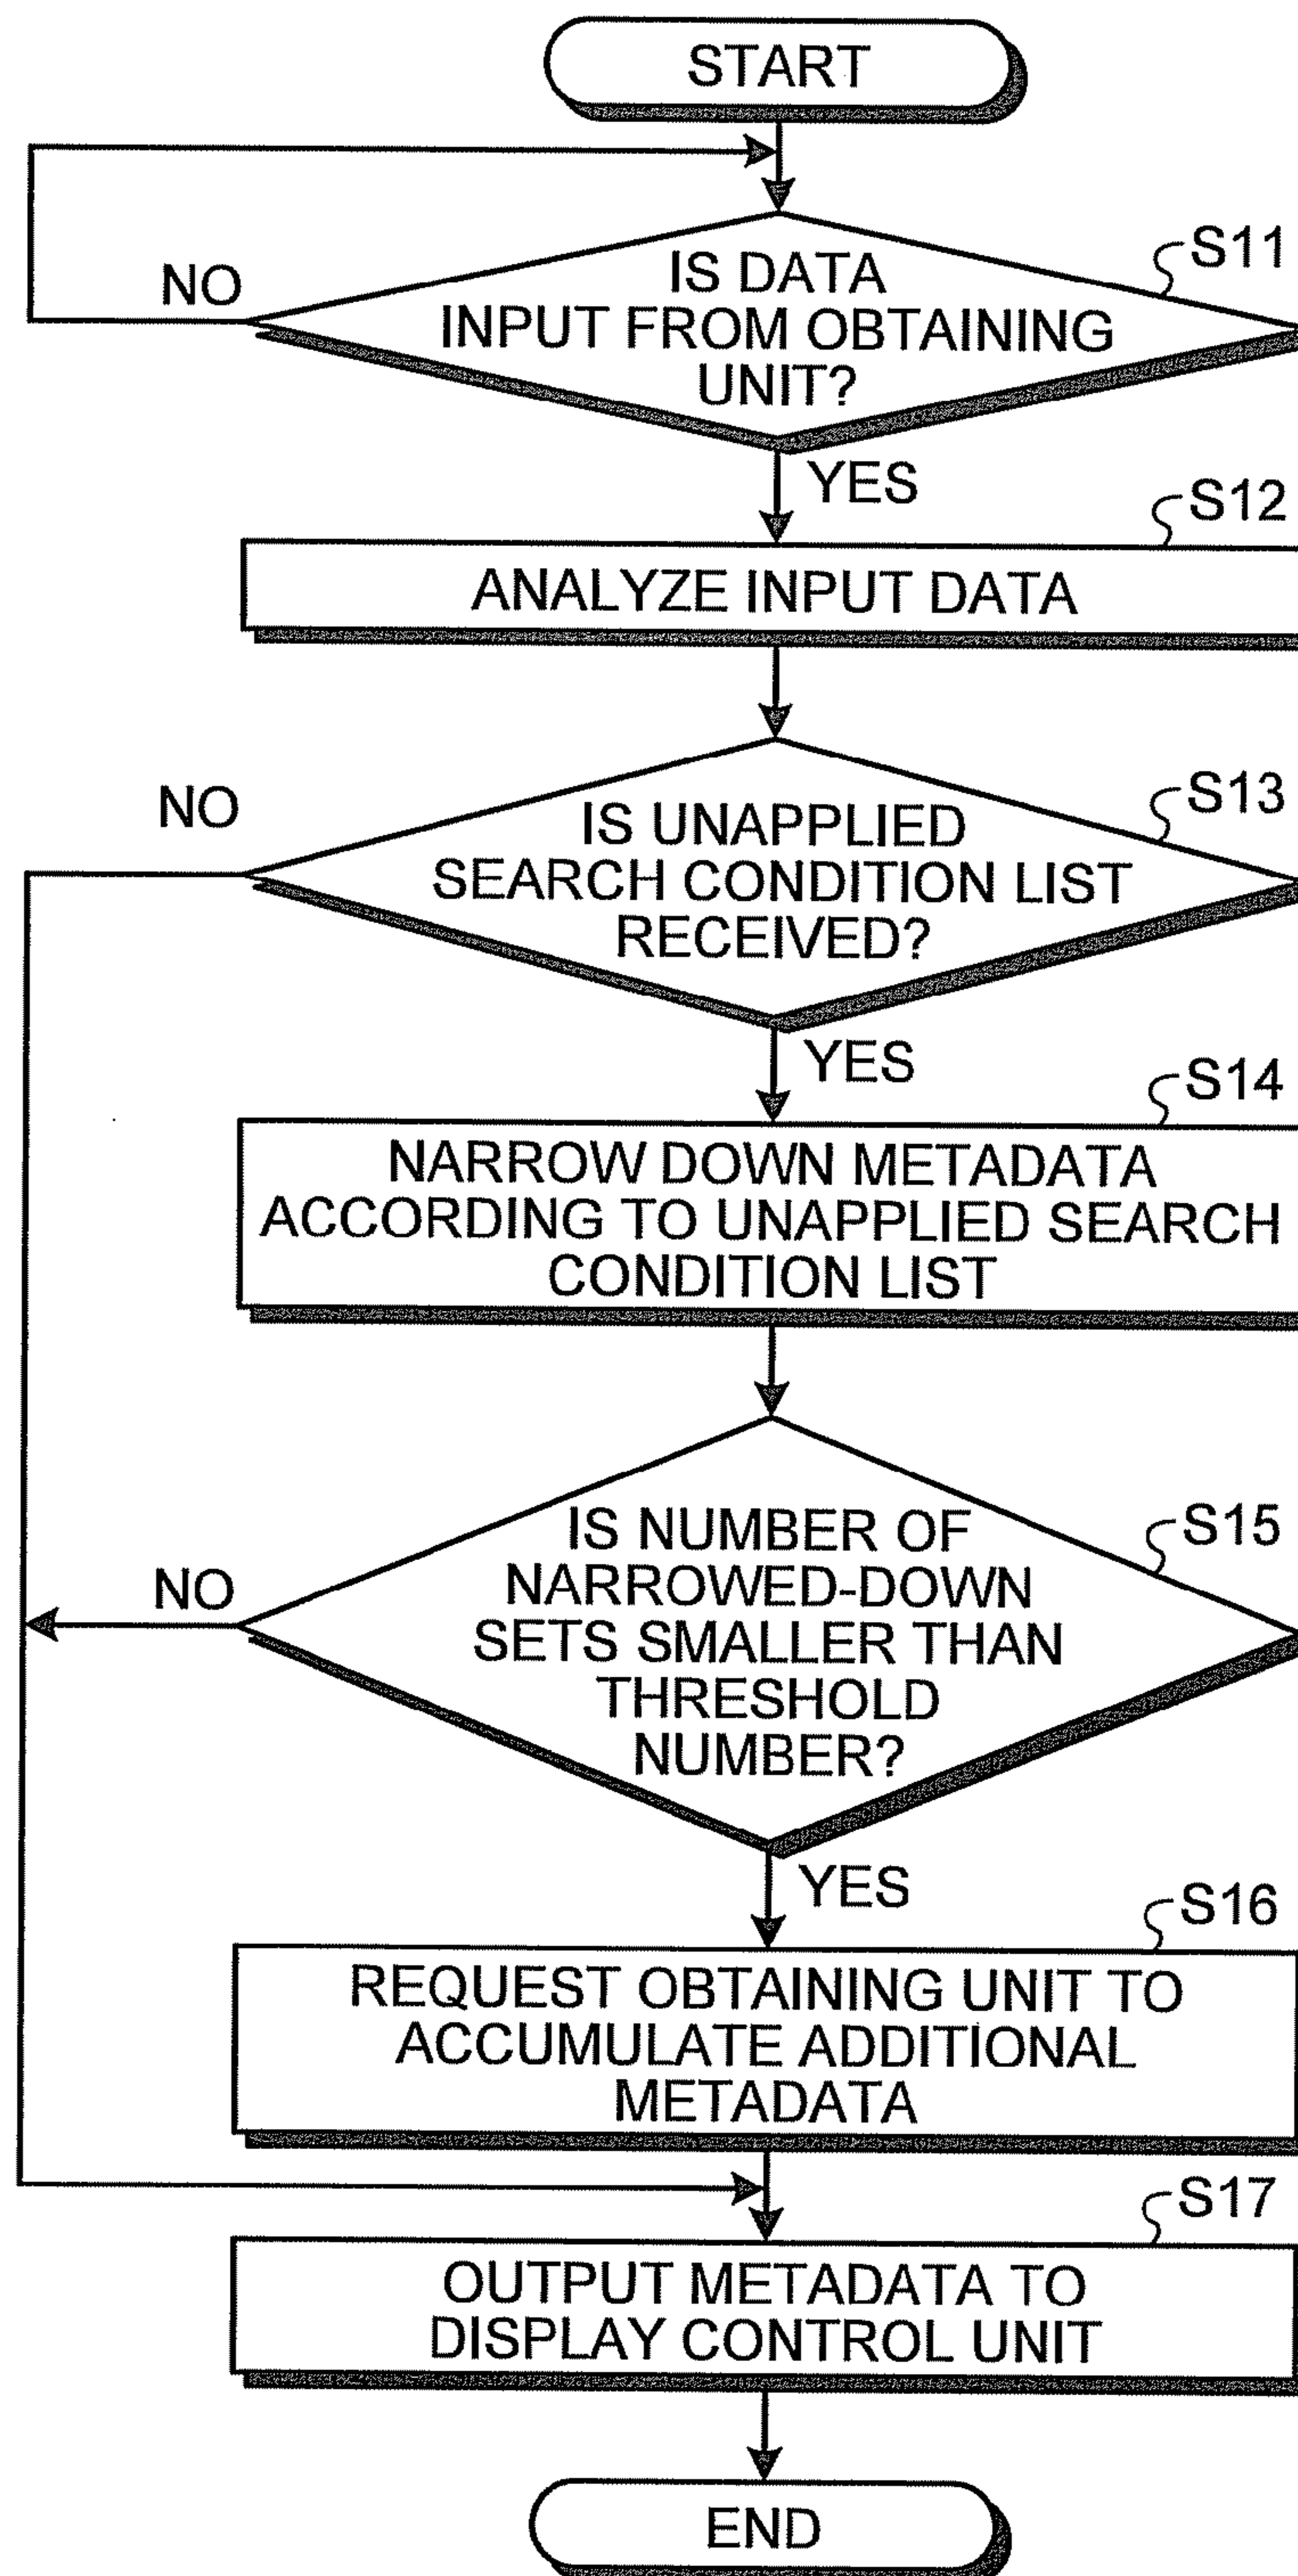 START
S11
NO
IS DATA
INPUT FROM OBTAINING
UNIT?
YES
S12
ANALYZE INPUT DATA
S13
NO
IS UNAPPLIED
SEARCH CONDITION LIST
RECEIVED?
YES
S14
NARROW DOWN METADATA
ACCORDING TO UNAPPLIED SEARCH
CONDITION LIST
S15
NO
IS NUMBER OF
NARROWED-DOWN
SETS SMALLER THAN
THRESHOLD
NUMBER?
YES
S16
REQUEST OBTAINING UNIT TO
ACCUMULATE ADDITIONAL
METADATA
S17
OUTPUT METADATA TO
DISPLAY CONTROL UNIT
END